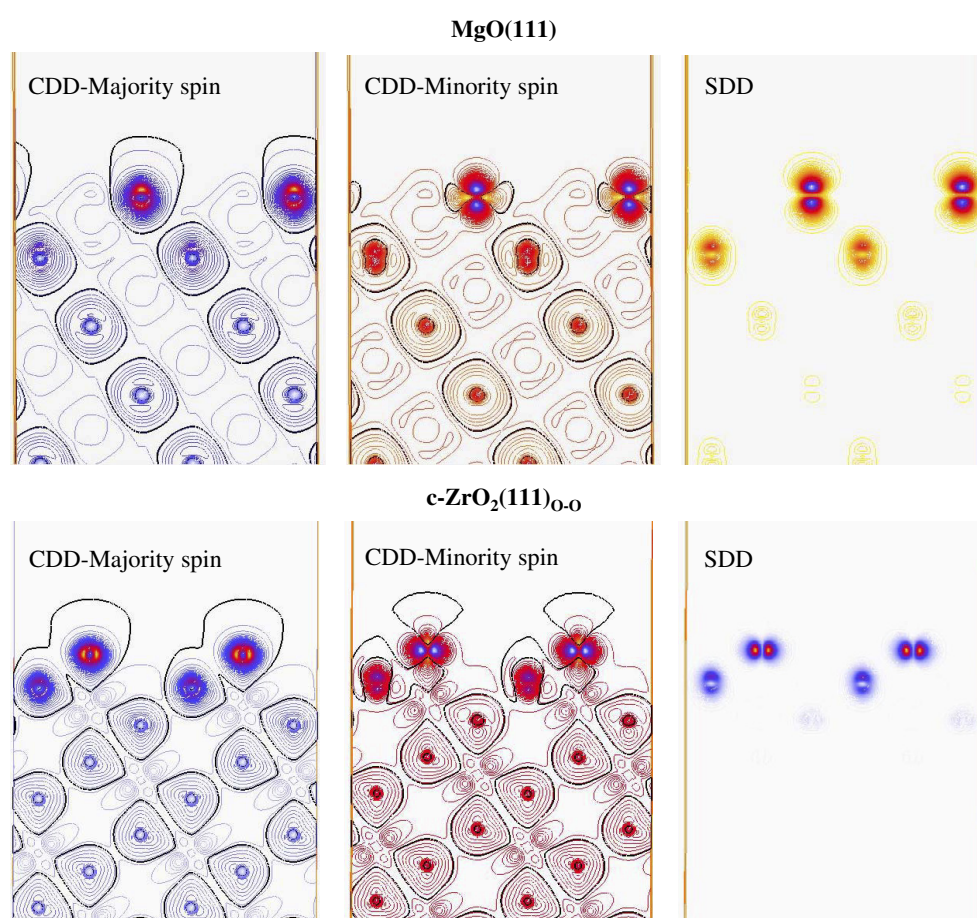 MgO(111)
CDD-Majority spin CDD-Minority spin SDD
c-ZrO₂(111)O-O
CDD-Majority spin CDD-Minority spin SDD